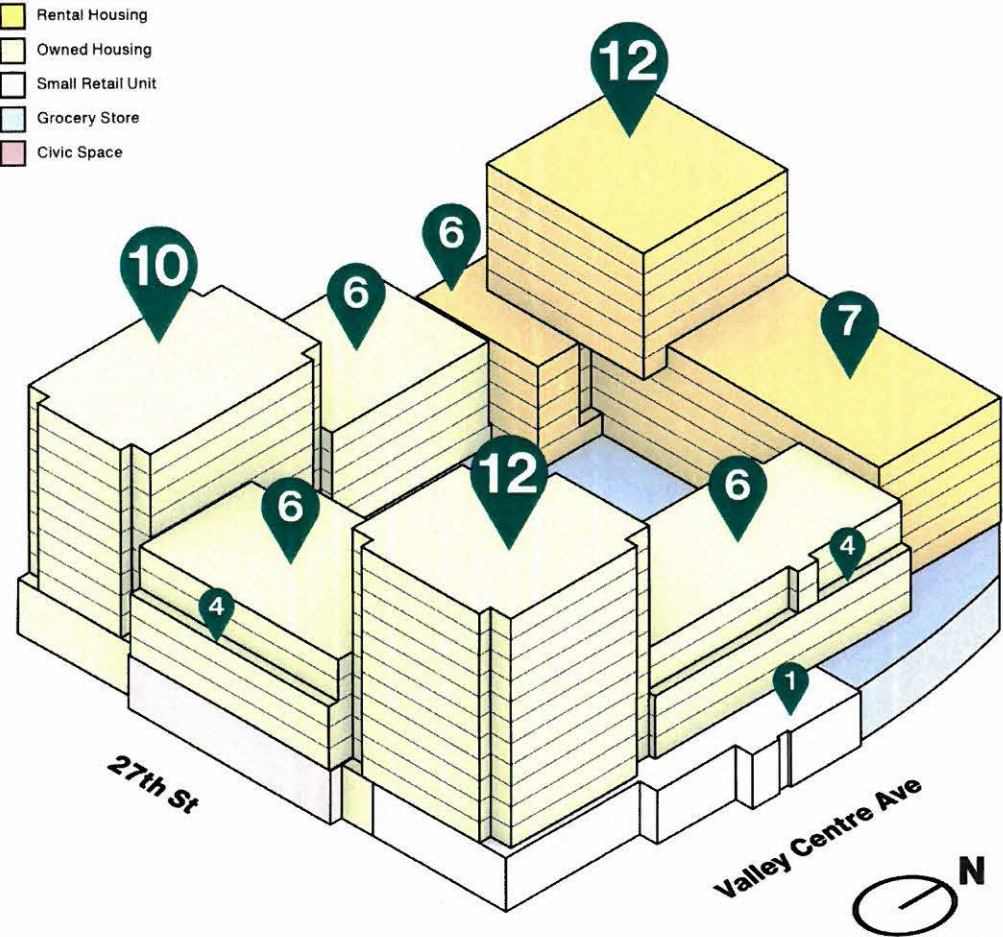 Rental Housing
Owned Housing
Small Retail Unit
Grocery Store
Civic Space
12
6
10
6
7
12
6
6
4
4
1
27th St
Valley Centre Ave
N